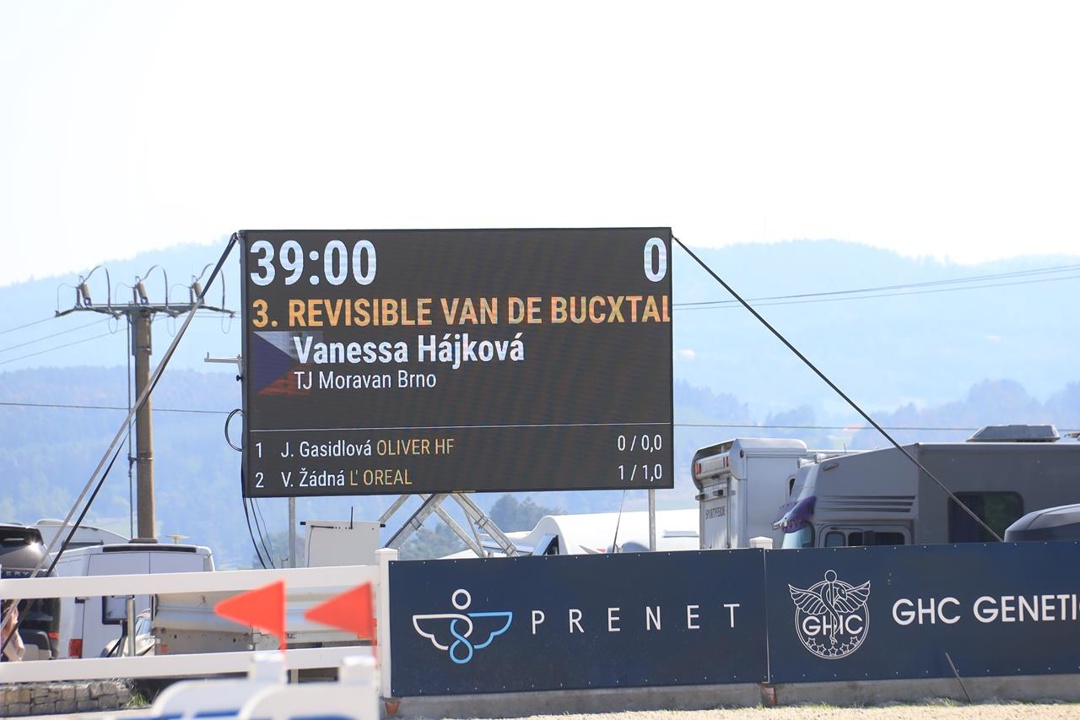 39:00 0
3. REVISIBLE VAN DE BUCXTAL
Vanessa Hájková
TJ Moravan Brno
1 J. Gasidlová OLIVER HF 0 / 0,0
2 V. Žádná Ľ OREAL 1 / 1,0
PRENET
GHC
GHC GENETI